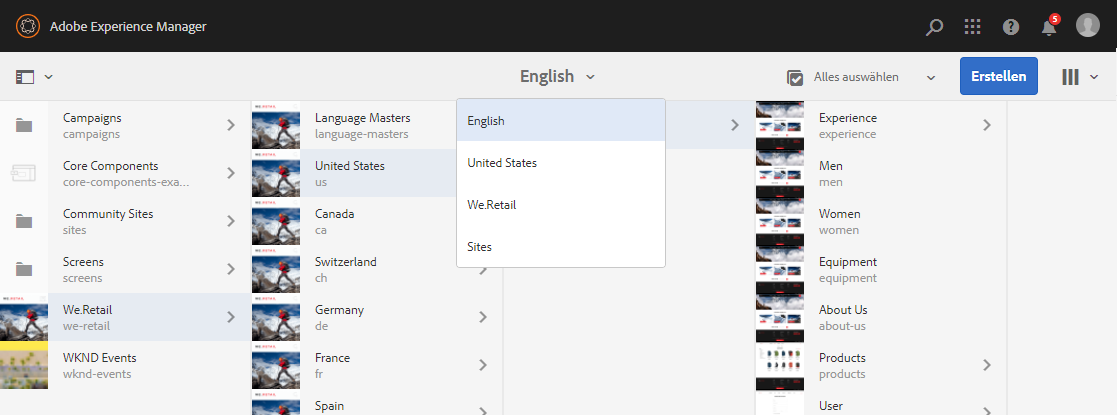 Adobe Experience Manager
5
English
Alles auswählen
Erstellen
Campaigns
campaigns
Core Components
core-components-exa...
Community Sites
sites
Screens
screens
We.Retail
we-retail
WKND Events
wknd-events
Language Masters
language-masters
United States
us
Canada
ca
Switzerland
ch
Germany
de
France
fr
Spain
English
United States
We.Retail
Sites
Experience
experience
Men
men
Women
women
Equipment
equipment
About Us
about-us
Products
products
User